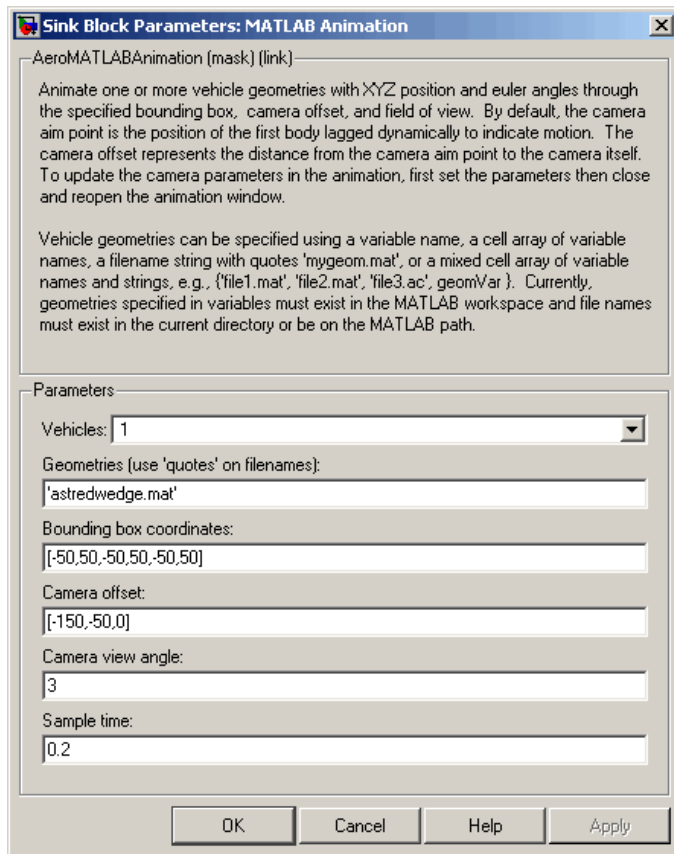 Sink Block Parameters: MATLAB Animation
AeroMATLABAnimation (mask) (link)
Animate one or more vehicle geometries with XYZ position and euler angles through
the specified bounding box, camera offset, and field of view. By default, the camera
aim point is the position of the first body lagged dynamically to indicate motion. The
camera offset represents the distance from the camera aim point to the camera itself.
To update the camera parameters in the animation, first set the parameters then close
and reopen the animation window.
Vehicle geometries can be specified using a variable name, a cell array of variable
names, a filename string with quotes 'mygeom.mat', or a mixed cell array of variable
names and strings, e.g., {'file1.mat', 'file2.mat', 'file3.ac', geomVar }. Currently,
geometries specified in variables must exist in the MATLAB workspace and file names
must exist in the current directory or be on the MATLAB path.
Parameters
Vehicles: 1
Geometries (use 'quotes' on filenames):
'astredwedge.mat'
Bounding box coordinates:
[-50,50,-50,50,-50,50]
Camera offset:
[-150,-50,0]
Camera view angle:
3
Sample time:
0.2
OK Cancel Help Apply